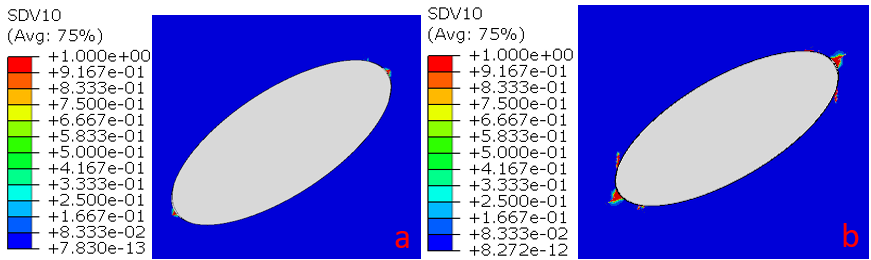 SDV10
(Avg: 75%)
+1.000e+00
+9.167e-01
+8.333e-01
+7.500e-01
+6.667e-01
+5.833e-01
+5.000e-01
+4.167e-01
+3.333e-01
+2.500e-01
+1.667e-01
+8.333e-02
+7.830e-13
a
SDV10
(Avg: 75%)
+1.000e+00
+9.167e-01
+8.333e-01
+7.500e-01
+6.667e-01
+5.833e-01
+5.000e-01
+4.167e-01
+3.333e-01
+2.500e-01
+1.667e-01
+8.333e-02
+8.272e-12
b